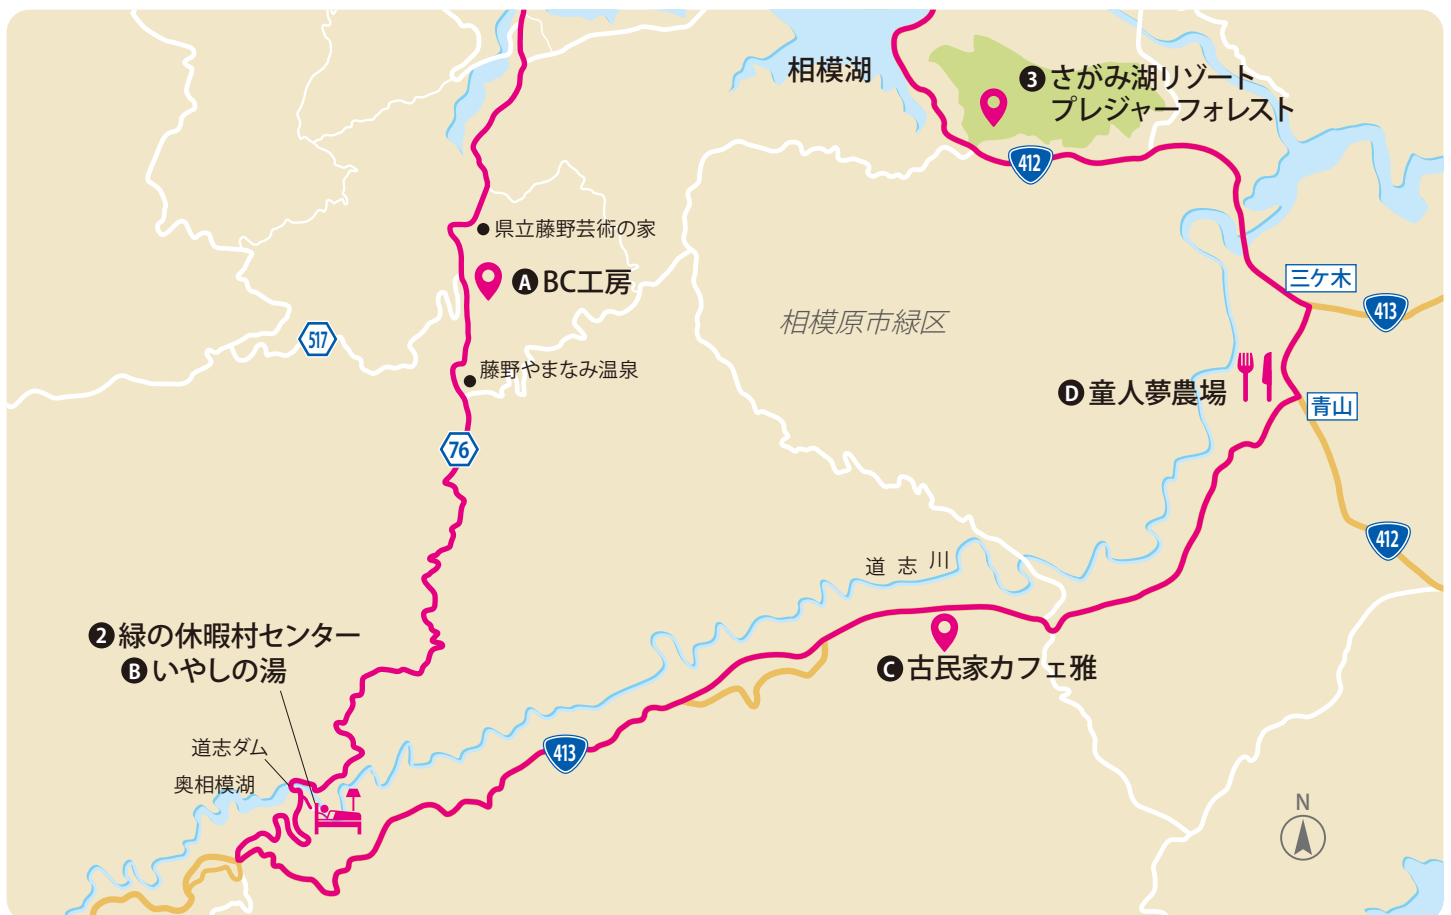 相模湖
❸ さがみ湖リゾート
プレジャーフォレスト
412
県立藤野芸術の家
Ⓐ BC工房
三ケ木
413
相模原市緑区
517
藤野やまなみ温泉
Ⓓ 童人夢農場
青山
76
412
道志川
❷ 緑の休暇村センター
Ⓑ いやしの湯
Ⓒ 古民家カフェ雅
道志ダム
413
奥相模湖
N